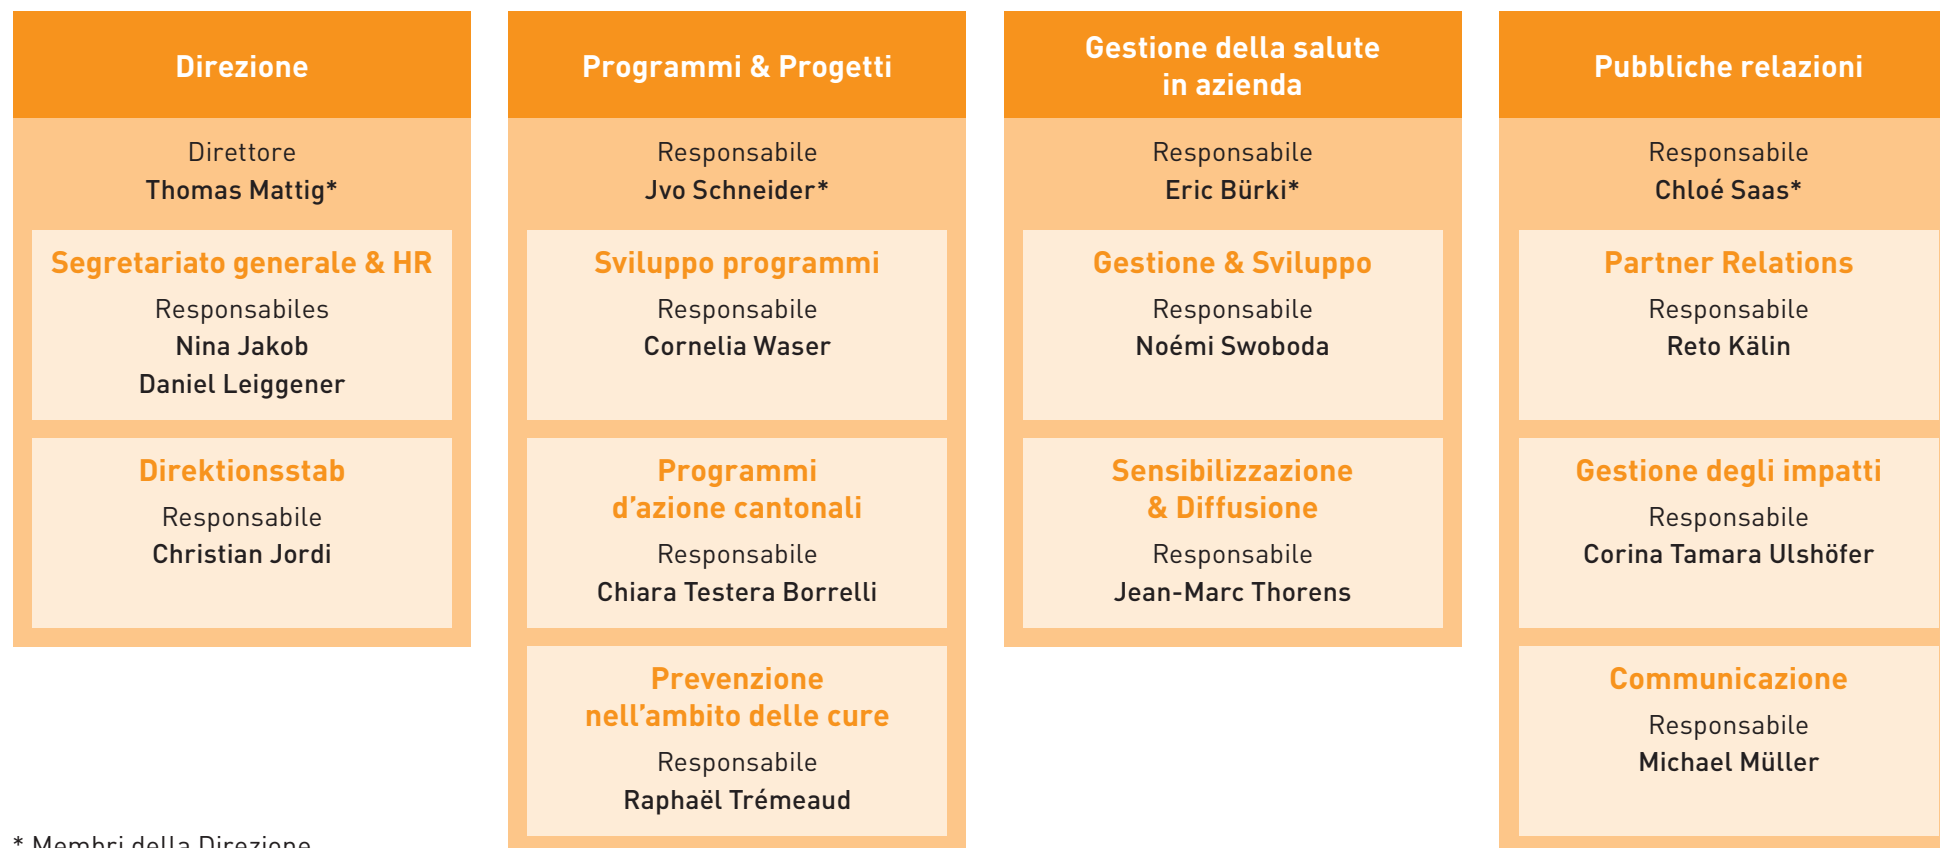 Direzione
Direttore
Thomas Mattig*
Segretariato generale & HR
Responsabiles
Nina Jakob
Daniel Leiggener
Direktionsstab
Responsabile
Christian Jordi
Programmi & Progetti
Responsabile
Jvo Schneider*
Sviluppo programmi
Responsabile
Cornelia Waser
Programmi
d’azione cantonali
Responsabile
Chiara Testera Borrelli
Prevenzione
nell’ambito delle cure
Responsabile
Raphaël Trémeaud
Gestione della salute
in azienda
Responsabile
Eric Bürki*
Gestione & Sviluppo
Responsabile
Noémi Swoboda
Sensibilizzazione
& Diffusione
Responsabile
Jean-Marc Thorens
Pubbliche relazioni
Responsabile
Chloé Saas*
Partner Relations
Responsabile
Reto Kälin
Gestione degli impatti
Responsabile
Corina Tamara Ulshöfer
Communicazione
Responsabile
Michael Müller
* Membri della Direzione